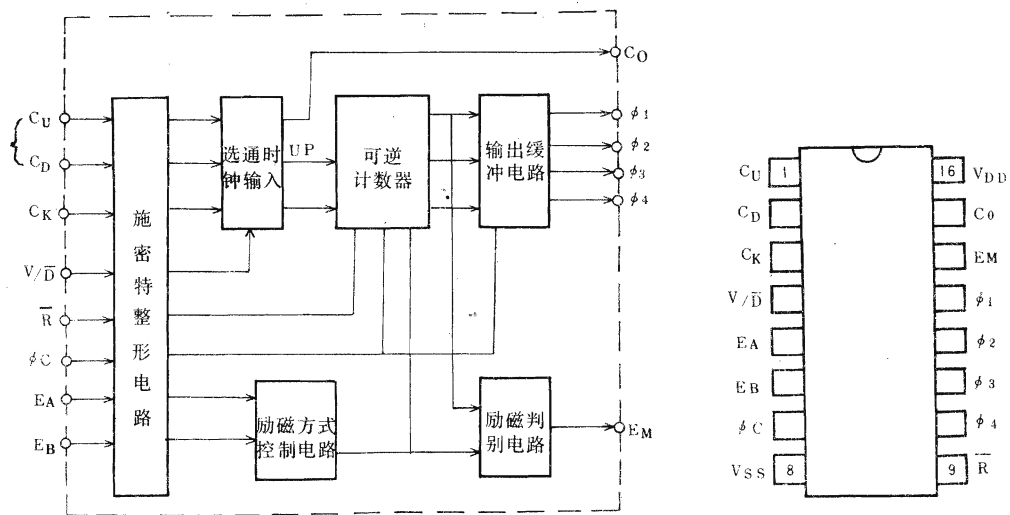 CU
CD
CK
V/D̅
R̅
φC
EA
EB
施密特整形电路
选通时
钟输入
UP
可逆
计数器
输出缓
冲电路
励磁方式
控制电路
励磁判
别电路
CO
φ1
φ2
φ3
φ4
EM
CU 1
CD
CK
V/D̅
EA
EB
φC
VSS 8
16 VDD
C0
EM
φ1
φ2
φ3
φ4
9 R̅